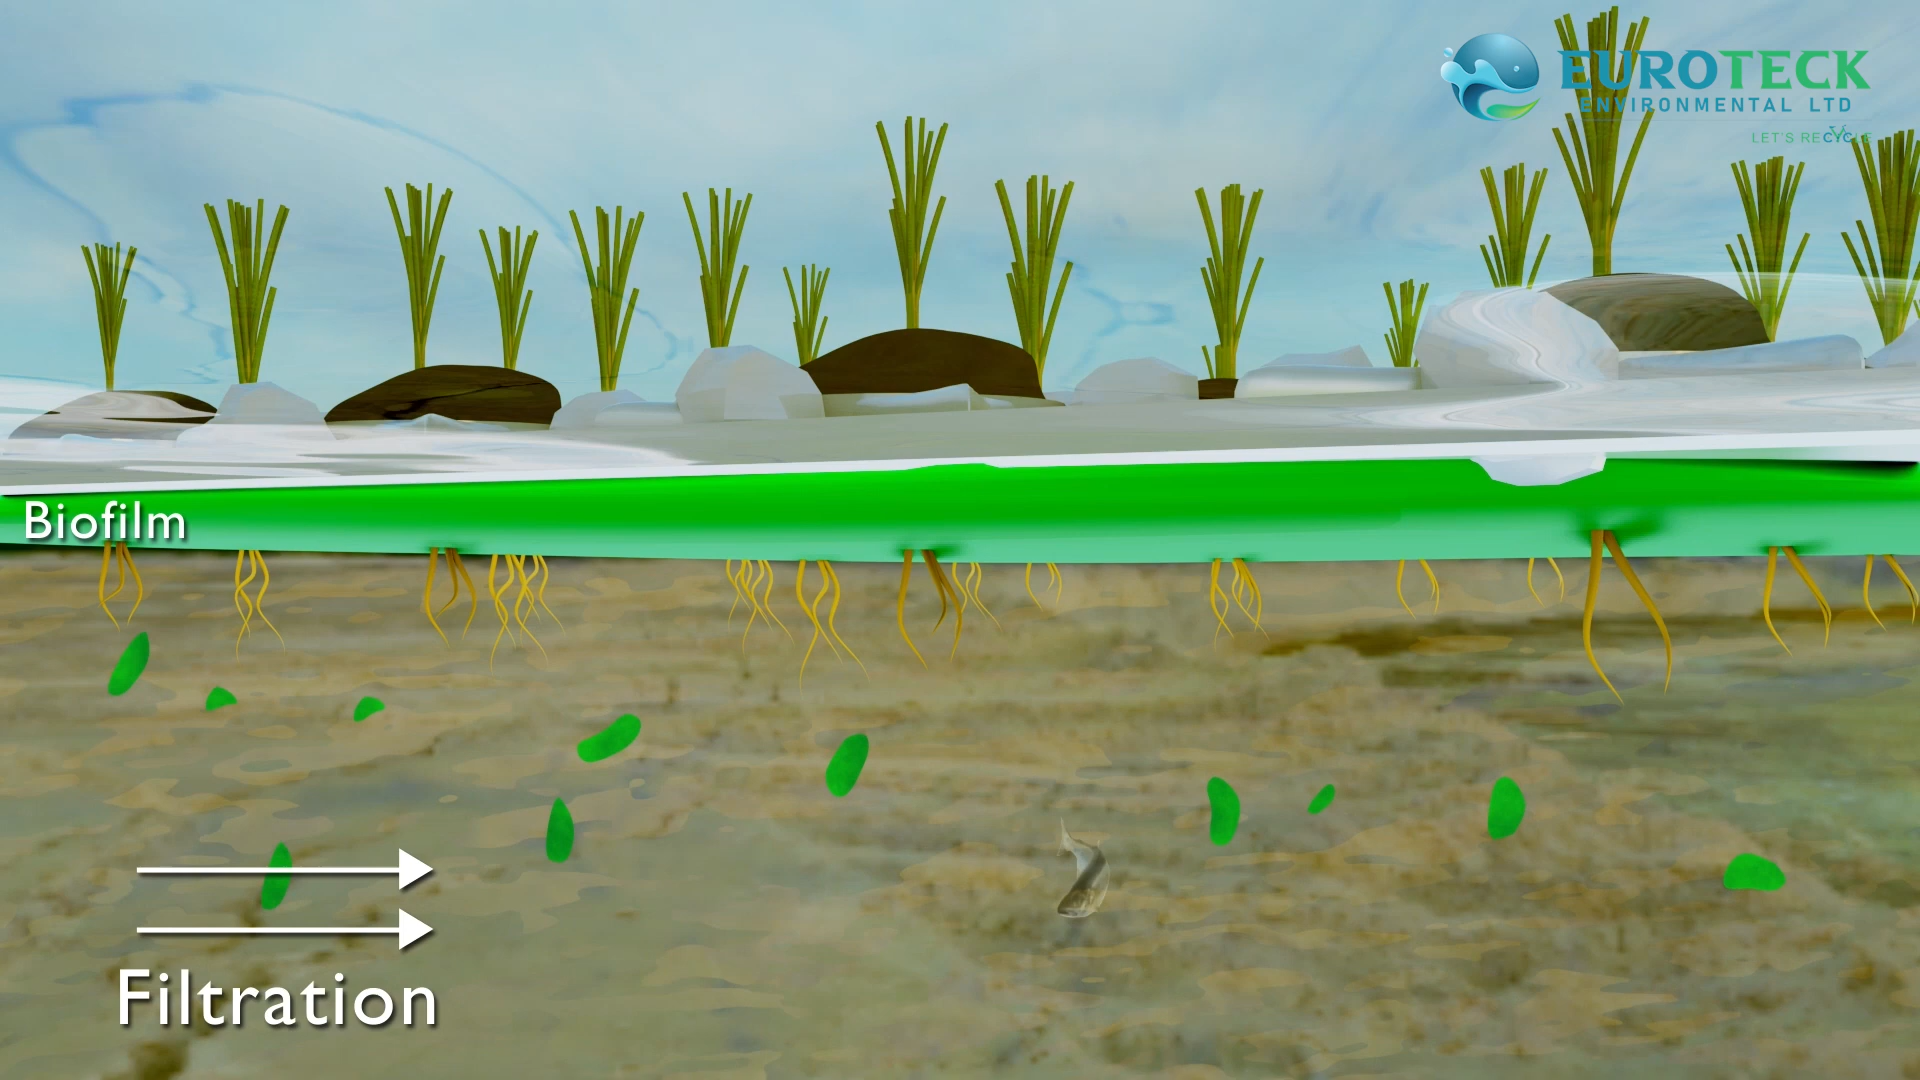 EUROTECK
ENVIRONMENTAL LTD
LET'S RECYCLE
Biofilm
Filtration